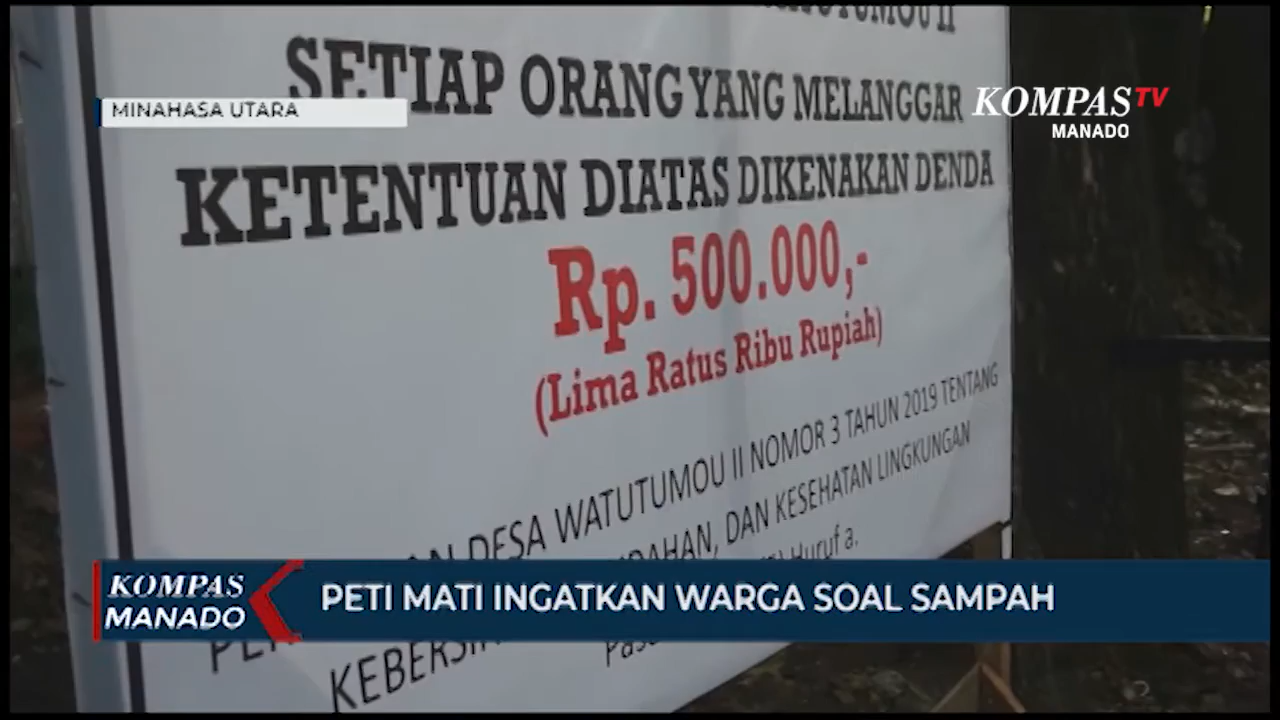 SETIAP ORANG YANG MELANGGAR
KETENTUAN DIATAS DIKENAKAN DENDA
Rp. 500.000,-
(Lima Ratus Ribu Rupiah)
DESA WATUTUMOU II NOMOR 3 TAHUN 2019 TENTANG
DAN KESEHATAN LINGKUNGAN
Huruf a.
MINAHASA UTARA
KOMPAS TV
MANADO
KOMPAS
MANADO
PETI MATI INGATKAN WARGA SOAL SAMPAH